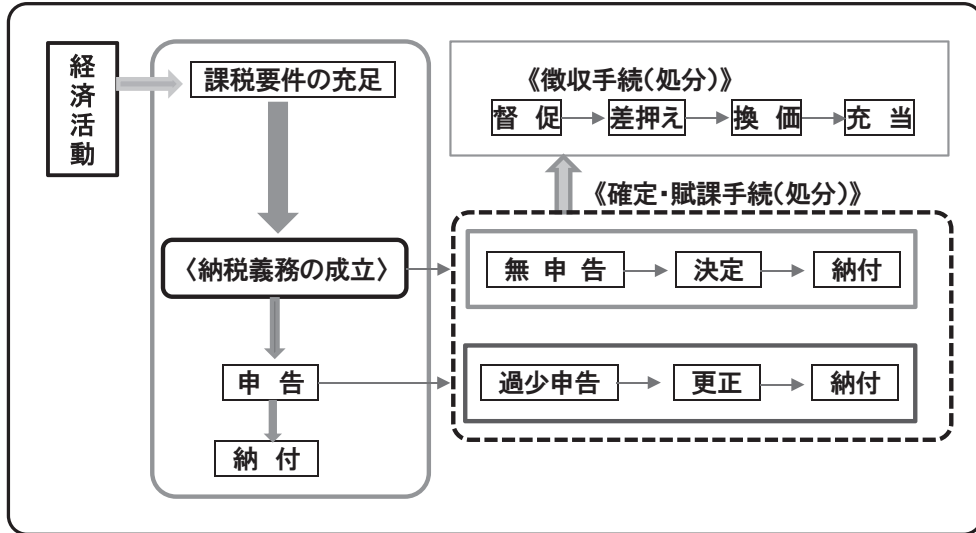 経済活動
課税要件の充足
〈納税義務の成立〉
申 告
納 付
《徴収手続(処分)》
督 促
差押え
換 価
充 当
《確定・賦課手続(処分)》
無 申 告
決定
納付
過少申告
更正
納付